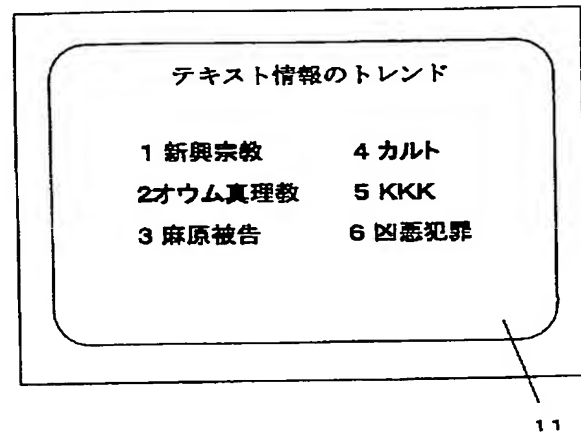 テキスト情報のトレンド
1 新興宗教
2オウム真理教
3 麻原被告
4 カルト
5 KKK
6 凶悪犯罪
11